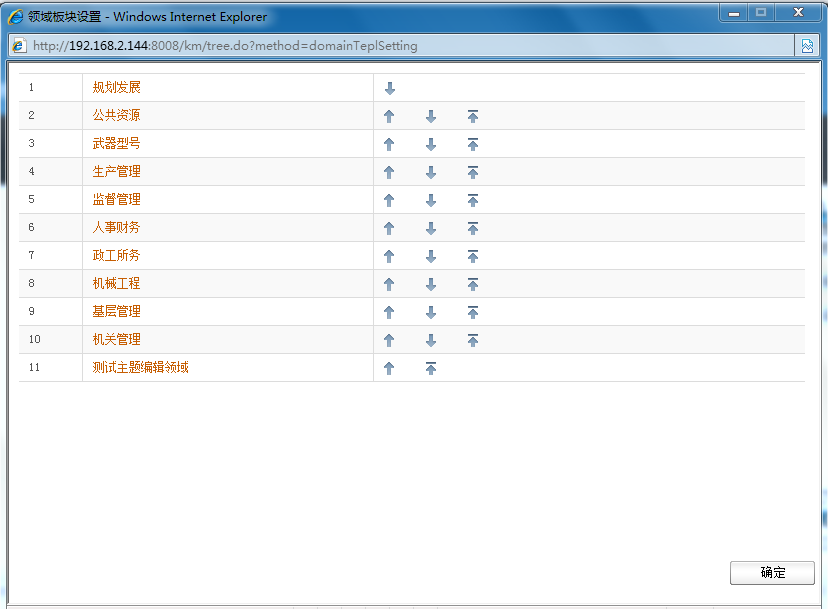 领域板块设置 - Windows Internet Explorer
http://192.168.2.144:8008/km/tree.do?method=domainTeplSetting
1 规划发展
2 公共资源
3 武器型号
4 生产管理
5 监督管理
6 人事财务
7 政工所务
8 机械工程
9 基层管理
10 机关管理
11 测试主题编辑领域
确定